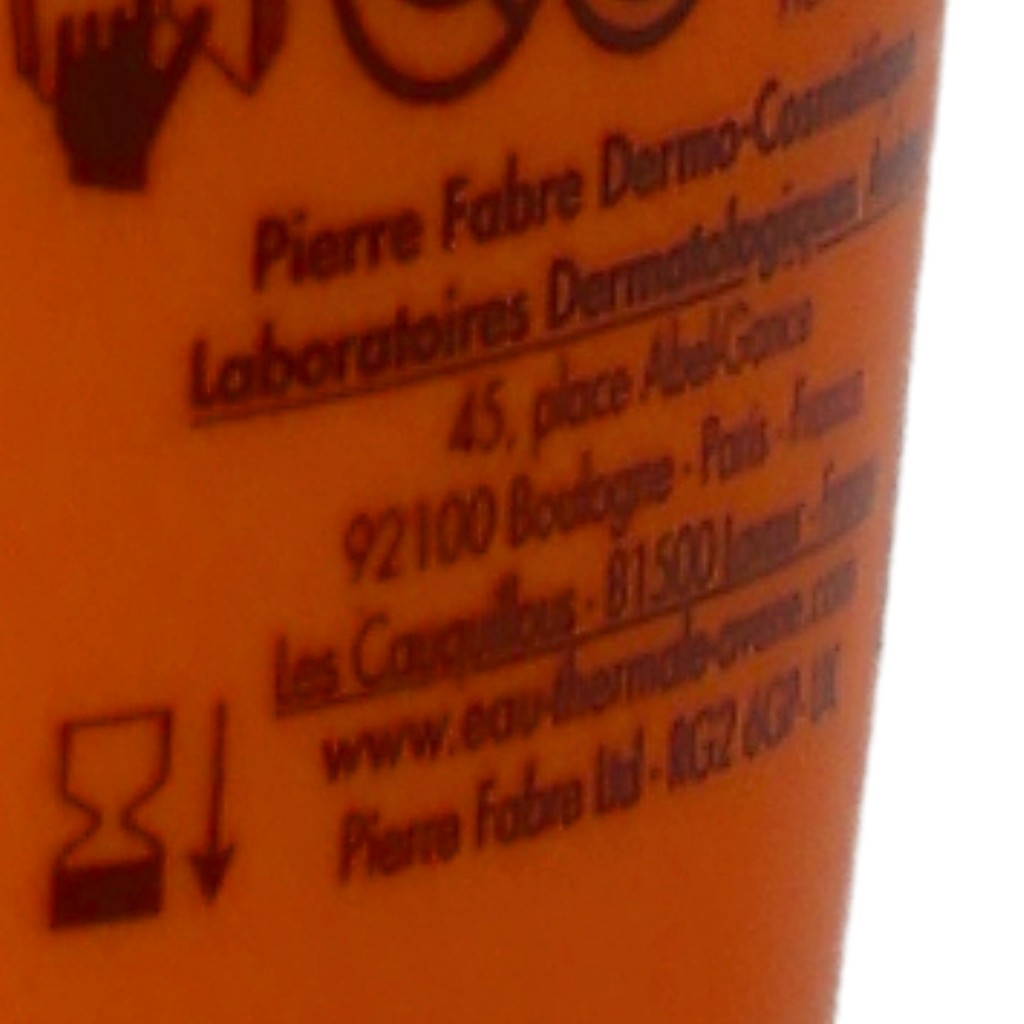 Pierre Fabre Dermo-Cosmétique
Laboratoires Dermatologiques
45, place Abel-Gance
92100 Boulogne - Paris - France
Les Cauquillous - 81500 Lavaur - France
www.eau-thermale-avene.com
Pierre Fabre Ltd - RG2 6GP- UK